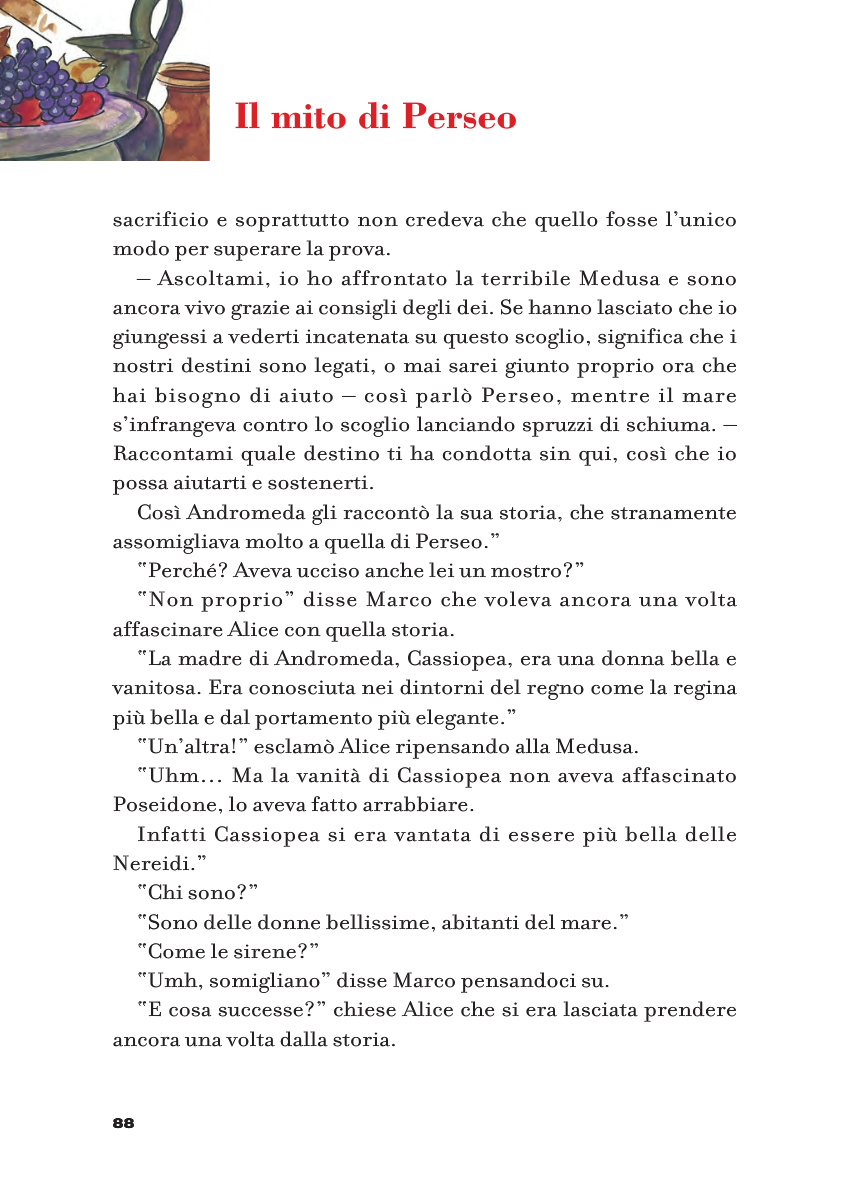 Il mito di Perseo
sacrificio e soprattutto non credeva che quello fosse l’unico
modo per superare la prova.
– Ascoltami, io ho affrontato la terribile Medusa e sono
ancora vivo grazie ai consigli degli dei. Se hanno lasciato che io
giungessi a vederti incatenata su questo scoglio, significa che i
nostri destini sono legati, o mai sarei giunto proprio ora che
hai bisogno di aiuto – così parlò Perseo, mentre il mare
s’infrangeva contro lo scoglio lanciando spruzzi di schiuma. –
Raccontami quale destino ti ha condotta sin qui, così che io
possa aiutarti e sostenerti.
Così Andromeda gli raccontò la sua storia, che stranamente
assomigliava molto a quella di Perseo.”
‟Perché? Aveva ucciso anche lei un mostro?”
‟Non proprio” disse Marco che voleva ancora una volta
affascinare Alice con quella storia.
‟La madre di Andromeda, Cassiopea, era una donna bella e
vanitosa. Era conosciuta nei dintorni del regno come la regina
più bella e dal portamento più elegante.”
‟Un’altra!” esclamò Alice ripensando alla Medusa.
‟Uhm... Ma la vanità di Cassiopea non aveva affascinato
Poseidone, lo aveva fatto arrabbiare.
Infatti Cassiopea si era vantata di essere più bella delle
Nereidi.”
‟Chi sono?”
‟Sono delle donne bellissime, abitanti del mare.”
‟Come le sirene?”
‟Umh, somigliano” disse Marco pensandoci su.
‟E cosa successe?” chiese Alice che si era lasciata prendere
ancora una volta dalla storia.
88